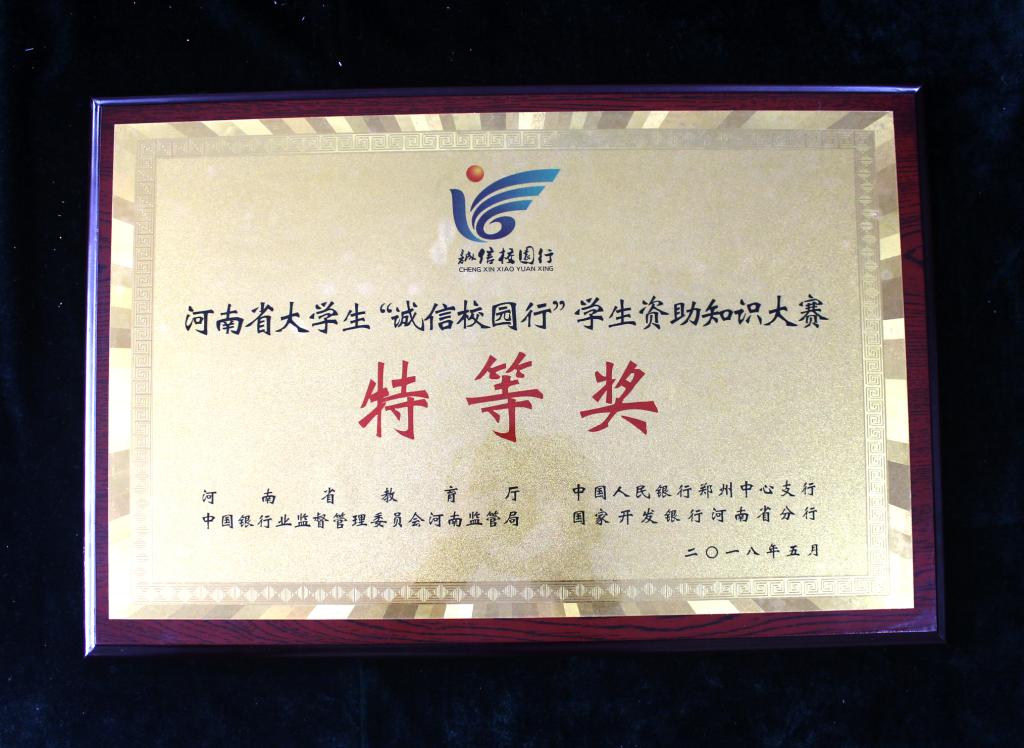 誠信校园行
CHENG XIN XIAO YUAN XING
河南省大学生“诚信校园行”学生资助知识大赛
特等奖
河南省教育厅
中国银行业监督管理委员会河南监管局
中国人民银行郑州中心支行
国家开发银行河南省分行
二〇一八年五月